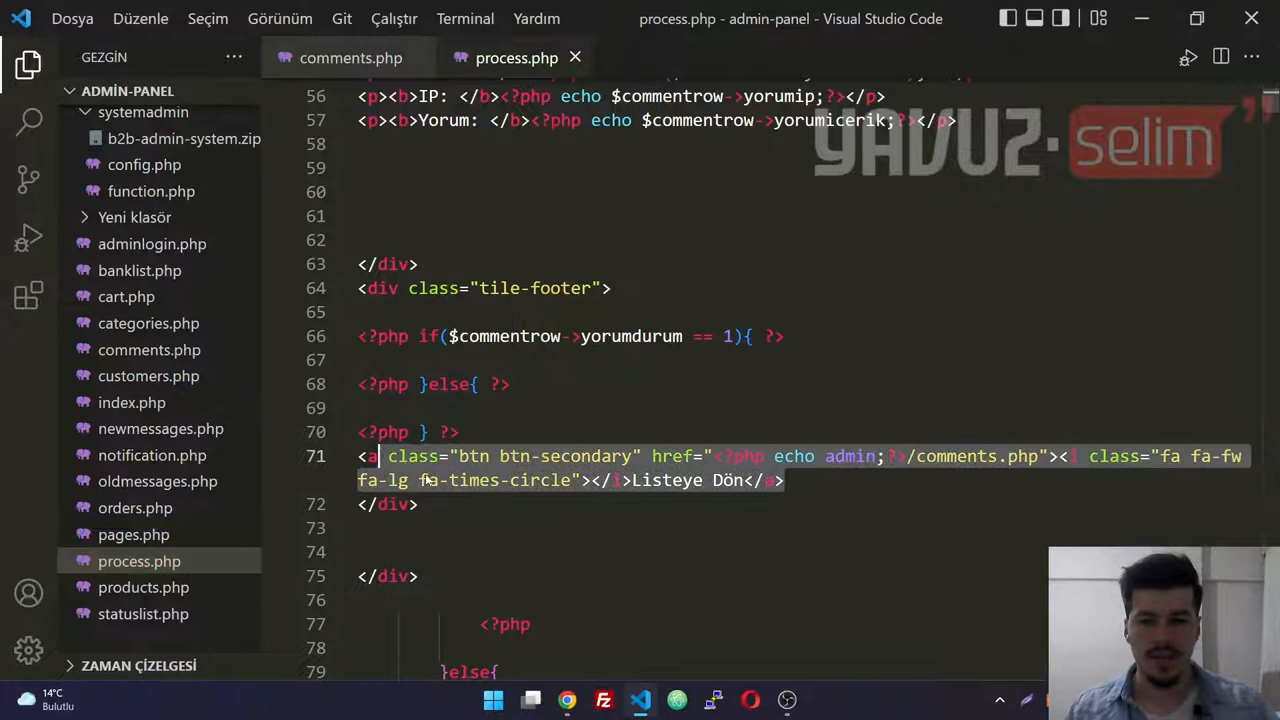 Dosya Düzenle Seçim Görünüm Git Çalıştır Terminal Yardım process.php - admin-panel - Visual Studio Code
GEZGİN ··· comments.php process.php
ADMİN-PANEL
systemadmin
b2b-admin-system.zip
config.php
function.php
Yeni klasör
adminlogin.php
banklist.php
cart.php
categories.php
comments.php
customers.php
index.php
newmessages.php
notification.php
oldmessages.php
orders.php
pages.php
process.php
products.php
statuslist.php
ZAMAN ÇİZELGESİ
56 <p><b>IP: </b><?php echo $commentrow->yorumip;?></p>
57 <p><b>Yorum: </b><?php echo $commentrow->yorumicerik;?></p>
58
59
60
61
62
63 </div>
64 <div class="tile-footer">
65
66 <?php if($commentrow->yorumdurum == 1){ ?>
67
68 <?php }else{ ?>
69
70 <?php } ?>
71 <a class="btn btn-secondary" href="<?php echo admin;?>/comments.php"><i class="fa fa-fw
fa-lg fa-times-circle"></i>Listeye Dön</a>
72 </div>
73
74
75 </div>
76
77 <?php
78
79 }else{
YAVUZ·selim
14°C
Bulutlu